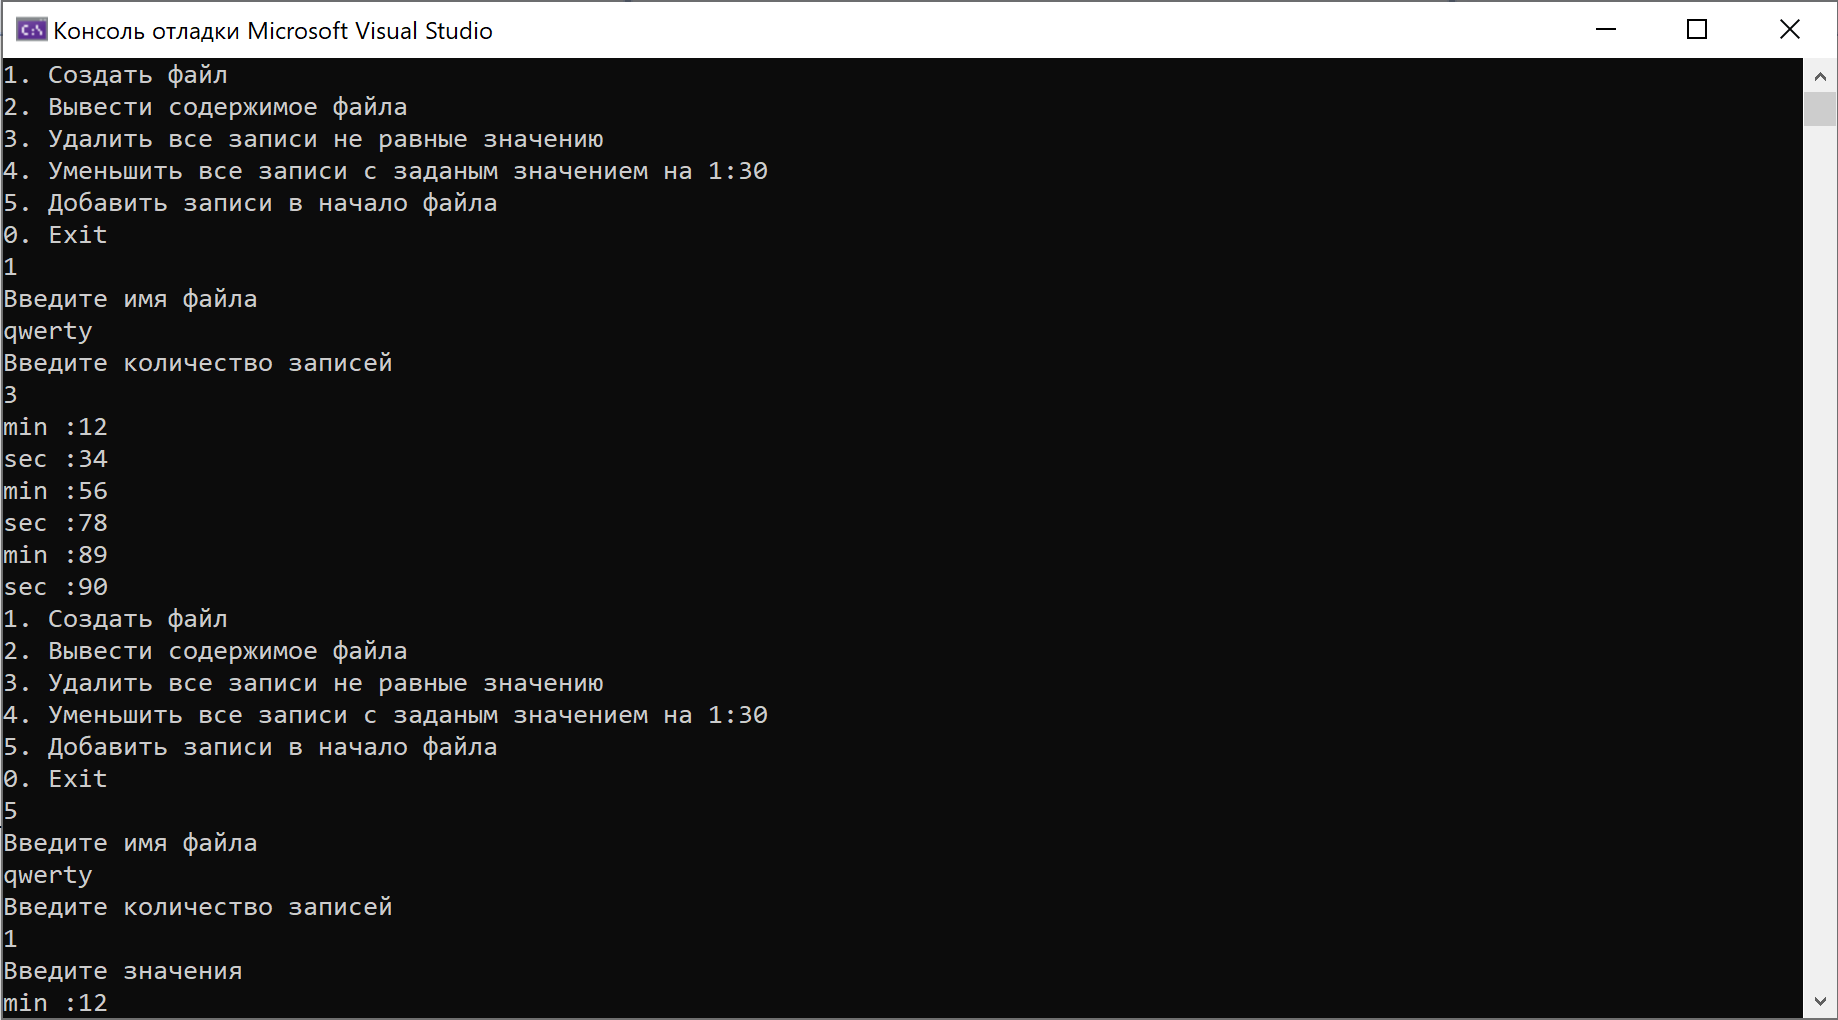 C:\ Консоль отладки Microsoft Visual Studio
1. Создать файл
2. Вывести содержимое файла
3. Удалить все записи не равные значению
4. Уменьшить все записи с заданым значением на 1:30
5. Добавить записи в начало файла
0. Exit
1
Введите имя файла
qwerty
Введите количество записей
3
min :12
sec :34
min :56
sec :78
min :89
sec :90
1. Создать файл
2. Вывести содержимое файла
3. Удалить все записи не равные значению
4. Уменьшить все записи с заданым значением на 1:30
5. Добавить записи в начало файла
0. Exit
5
Введите имя файла
qwerty
Введите количество записей
1
Введите значения
min :12